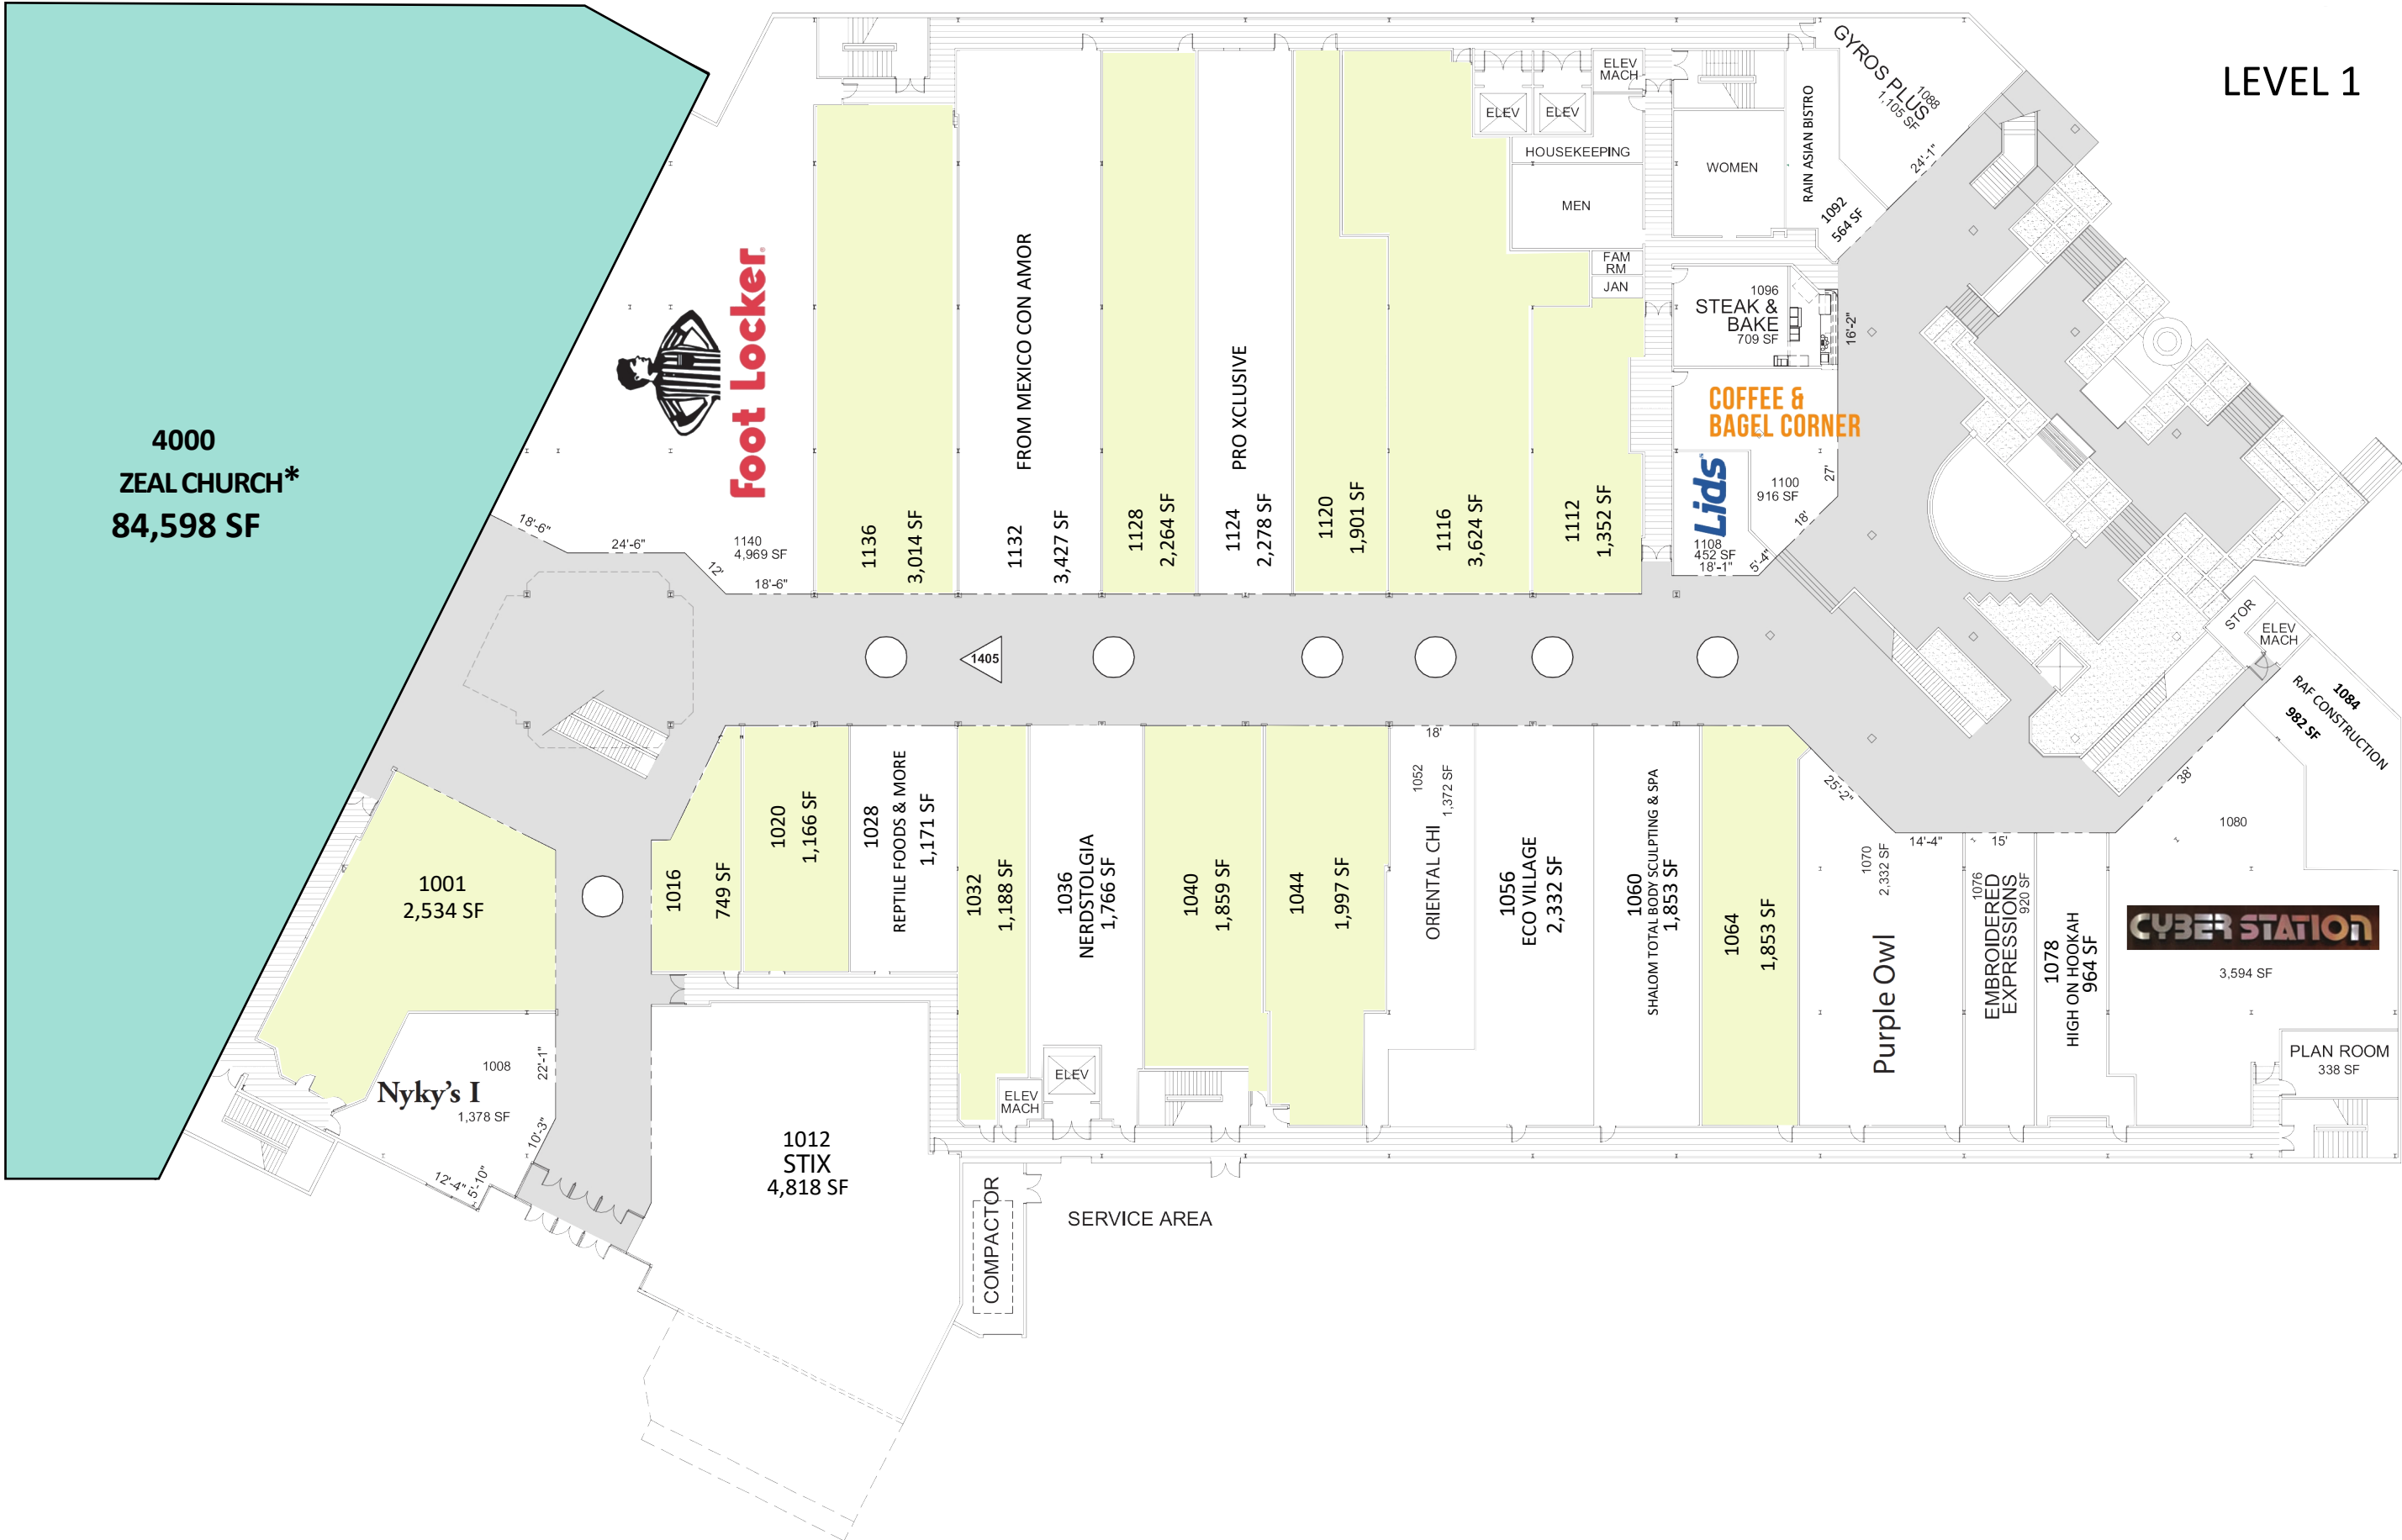 LEVEL 1
4000
ZEAL CHURCH*
84,598 SF
Foot Locker
1140
4,969 SF
18'-6"
24'-6"
12'
18'-6"
1136
3,014 SF
FROM MEXICO CON AMOR
1132
3,427 SF
1128
2,264 SF
PRO XCLUSIVE
1124
2,278 SF
1120
1,901 SF
1116
3,624 SF
1112
1,352 SF
ELEV
ELEV
ELEV
MACH
HOUSEKEEPING
MEN
WOMEN
FAM
RM
JAN
RAIN ASIAN BISTRO
1092
564 SF
GYROS PLUS
1088
1,105 SF
24'-1"
1096
STEAK &
BAKE
709 SF
16'-2"
COFFEE &
BAGEL CORNER
1100
916 SF
27'
18'
Lids
1108
452 SF
18'-1"
5'-4"
1405
STOR
ELEV
MACH
1084
RAF CONSTRUCTION
982 SF
38'
1001
2,534 SF
1008
Nyky's I
1,378 SF
22'-1"
10'-3"
12'-4"
5'-10"
1016
749 SF
1020
1,166 SF
1028
REPTILE FOODS & MORE
1,171 SF
1032
1,188 SF
1036
NERDSTOLGIA
1,766 SF
ELEV
ELEV
MACH
1040
1,859 SF
1044
1,997 SF
18'
1052
1,372 SF
ORIENTAL CHI
1056
ECO VILLAGE
2,332 SF
1060
SHALOM TOTAL BODY SCULPTING & SPA
1,853 SF
1064
1,853 SF
25'-2"
1070
2,332 SF
Purple Owl
14'-4"
15'
1076
EMBROIDERED
EXPRESSIONS
920 SF
1078
HIGH ON HOOKAH
964 SF
1080
CYBER STATION
3,594 SF
PLAN ROOM
338 SF
1012
STIX
4,818 SF
COMPACTOR
SERVICE AREA